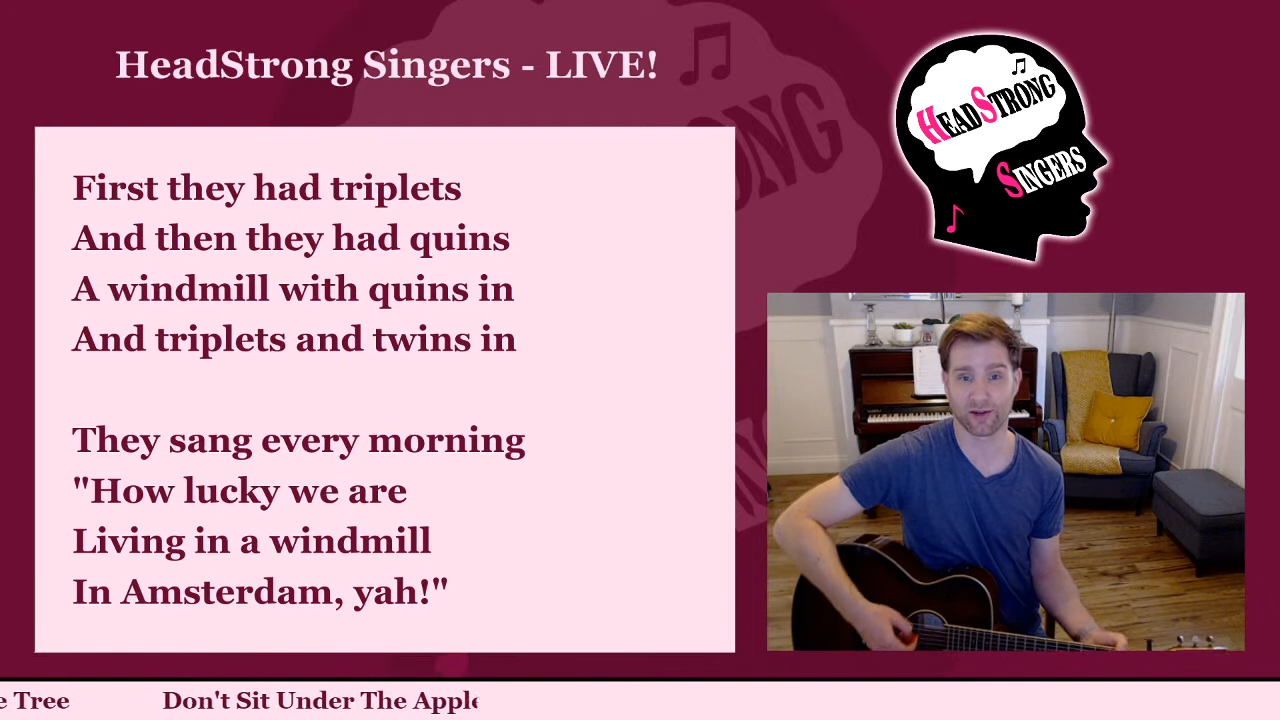 HeadStrong Singers - LIVE!
HEADSTRONG
SINGERS
First they had triplets
And then they had quins
A windmill with quins in
And triplets and twins in
They sang every morning
"How lucky we are
Living in a windmill
In Amsterdam, yah!"
e Tree
Don't Sit Under The Apple